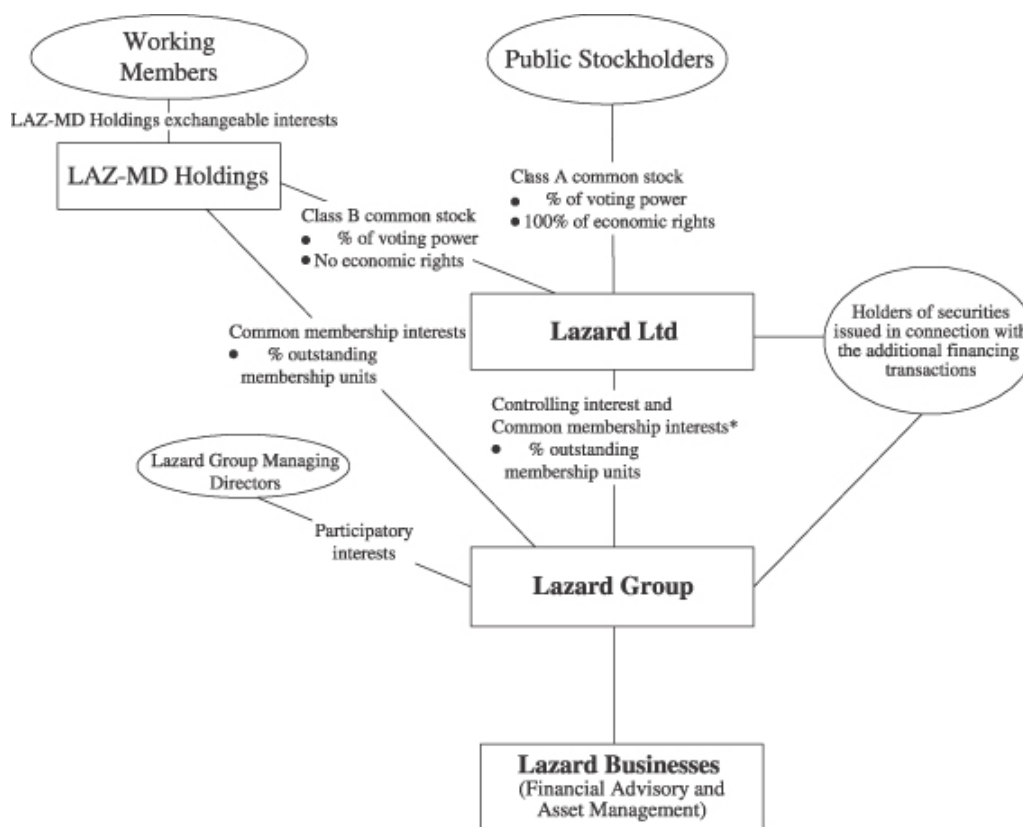 Working
Members
Public Stockholders
LAZ-MD Holdings exchangeable interests
LAZ-MD Holdings
Class A common stock
● % of voting power
● 100% of economic rights
Class B common stock
● % of voting power
● No economic rights
Lazard Ltd
Holders of securities
issued in connection with
the additional financing
transactions
Common membership interests
● % outstanding
membership units
Controlling interest and
Common membership interests*
● % outstanding
membership units
Lazard Group Managing
Directors
Participatory
interests
Lazard Group
Lazard Businesses
(Financial Advisory and
Asset Management)